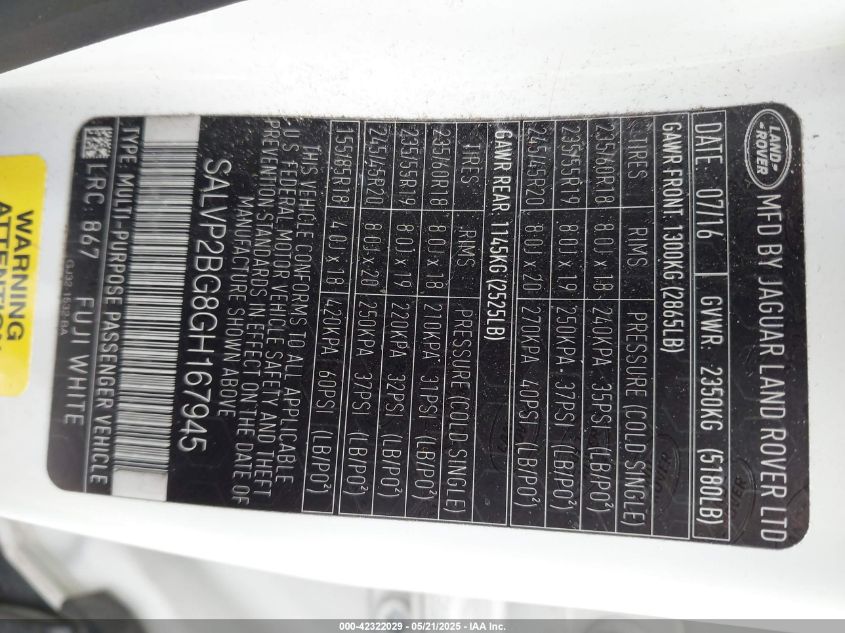 LAND-
-ROVER
MFD BY JAGUAR LAND ROVER LTD
DATE 07/16 GVWR: 2350KG (5180LB)
GAWR FRONT: 1300KG (2865LB)
TIRES RIMS PRESSURE (COLD SINGLE)
235/60R18 8.0J x 18 240KPA 35PSI (LB/PO²)
235/55R19 8.0J x 19 250KPA 37PSI (LB/PO²)
245/45R20 8.0J x 20 270KPA 40PSI (LB/PO²)
GAWR REAR: 1145KG (2525LB)
TIRES RIMS PRESSURE (COLD SINGLE)
235/60R18 8.0J x 18 210KPA 31PSI (LB/PO²)
235/55R19 8.0J x 19 220KPA 32PSI (LB/PO²)
245/45R20 8.0J x 20 250KPA 37PSI (LB/PO²)
155/85R18 4.0J x 18 420KPA 60PSI (LB/PO²)
THIS VEHICLE CONFORMS TO ALL APPLICABLE
U.S FEDERAL MOTOR VEHICLE SAFETY AND THEFT
PREVENTION STANDARDS IN EFFECT ON THE DATE OF
MANUFACTURE SHOWN ABOVE
SALVP2BG8GH167945
TYPE: MULTI-PURPOSE PASSENGER VEHICLE
LRC: 867 FUJI WHITE
GJ32 1532 BA
WARNING
ATTENTION
000-42322029 - 05/21/2025 - IAA Inc.